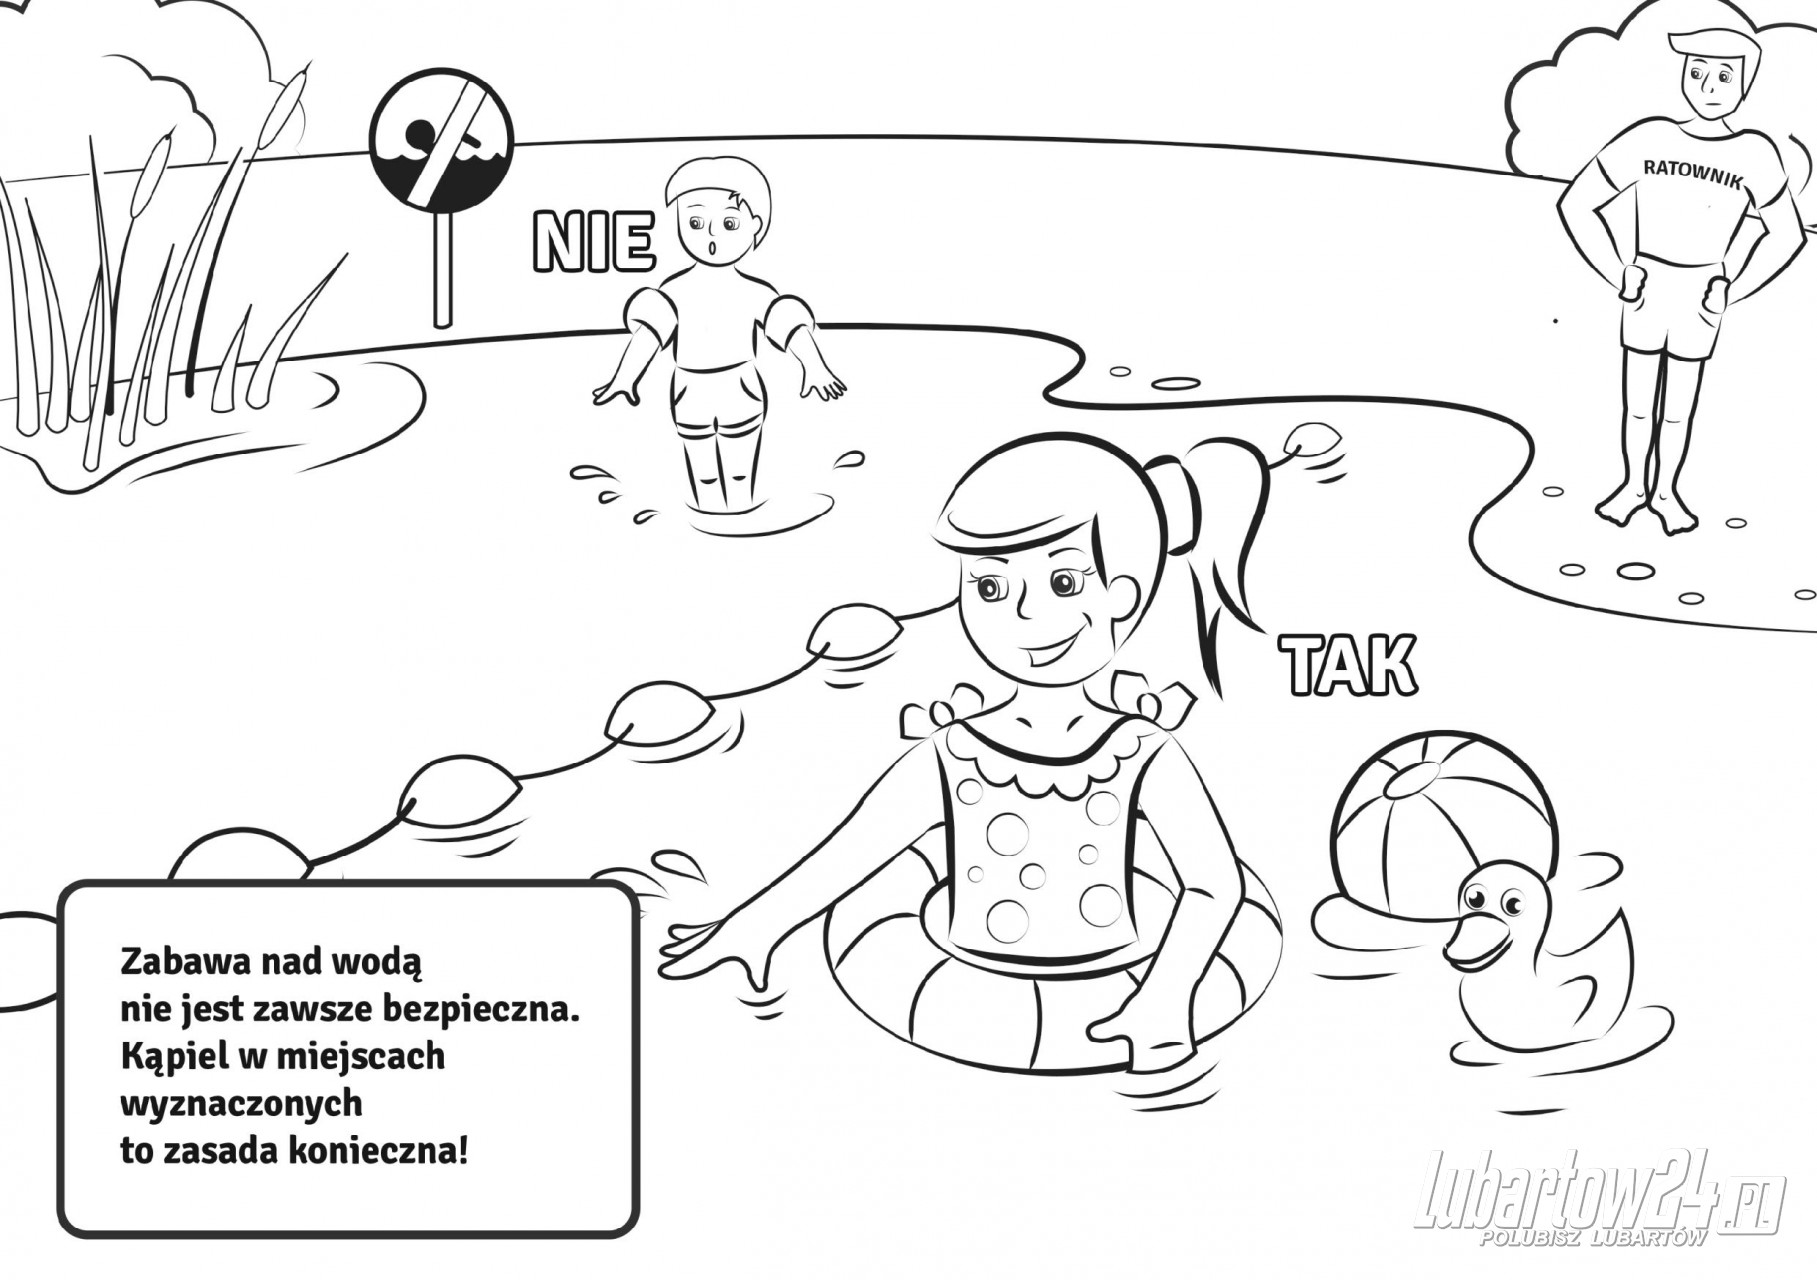 RATOWNIK
NIE
TAK
Zabawa nad wodą
nie jest zawsze bezpieczna.
Kąpiel w miejscach
wyznaczonych
to zasada konieczna!
Lubartow24.PL
POLUBISZ LUBARTÓW